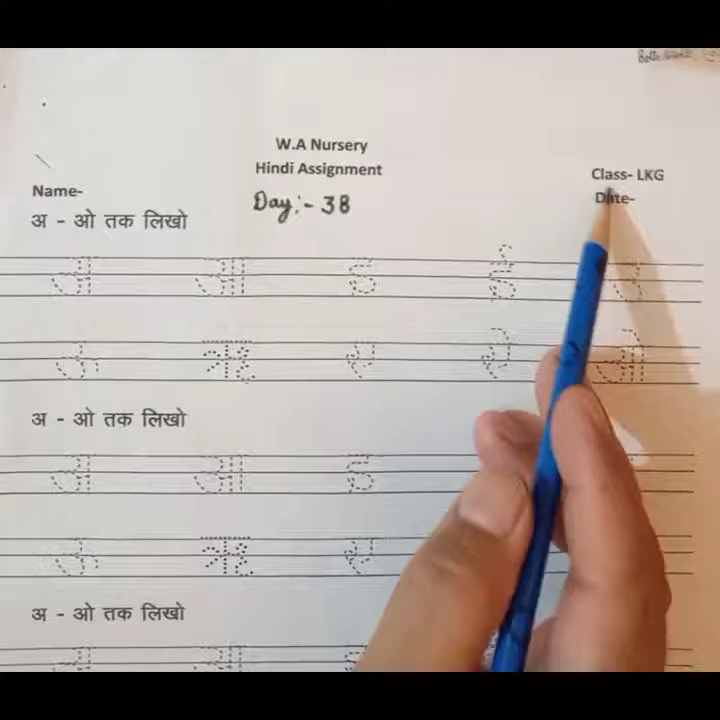 W.A Nursery
Hindi Assignment
Class- LKG
Name-
Day:- 38
Date-
अ - ओ तक लिखो
अ आ इ ई उ
ऊ ऋ ए ऐ ओ
अ - ओ तक लिखो
अ आ इ
ऊ ऋ ए
अ - ओ तक लिखो